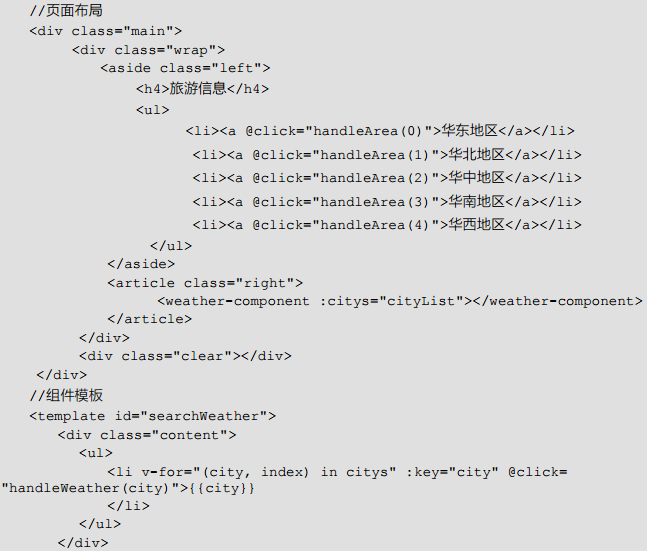 //页面布局
<div class="main">
<div class="wrap">
<aside class="left">
<h4>旅游信息</h4>
<ul>
<li><a @click="handleArea(0)">华东地区</a></li>
<li><a @click="handleArea(1)">华北地区</a></li>
<li><a @click="handleArea(2)">华中地区</a></li>
<li><a @click="handleArea(3)">华南地区</a></li>
<li><a @click="handleArea(4)">华西地区</a></li>
</ul>
</aside>
<article class="right">
<weather-component :citys="cityList"></weather-component>
</article>
</div>
<div class="clear"></div>
</div>
//组件模板
<template id="searchWeather">
<div class="content">
<ul>
<li v-for="(city, index) in citys" :key="city" @click=
"handleWeather(city)">{{city}}
</li>
</ul>
</div>